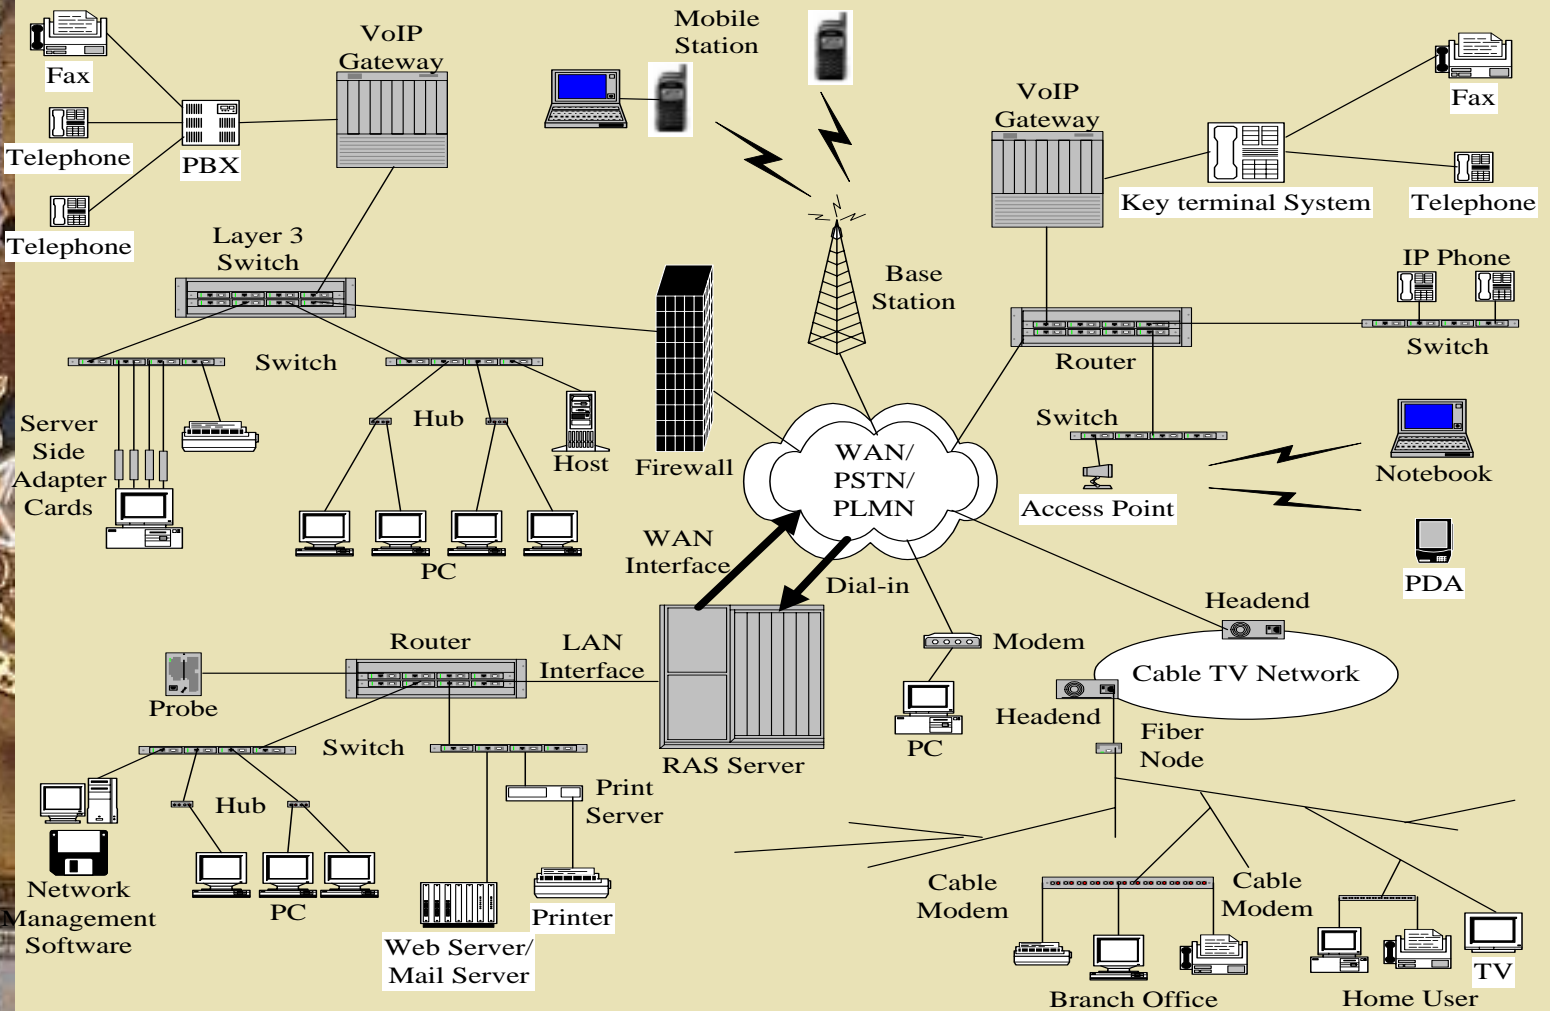 Mobile
Station
VoIP
Gateway
Fax
Telephone
PBX
Telephone
VoIP
Gateway
Fax
Key terminal System
Telephone
Layer 3
Switch
Base
Station
IP Phone
Router
Switch
Switch
Server
Side
Adapter
Cards
Hub
Host
Firewall
PC
WAN/
PSTN/
PLMN
Switch
Access Point
Notebook
PDA
WAN
Interface
Dial-in
Headend
Cable TV Network
Headend
Fiber
Node
Modem
PC
Router
LAN
Interface
RAS Server
Probe
Switch
Hub
PC
Print
Server
Printer
Network
Management
Software
Web Server/
Mail Server
Cable
Modem
Cable
Modem
Branch Office
Home User
TV